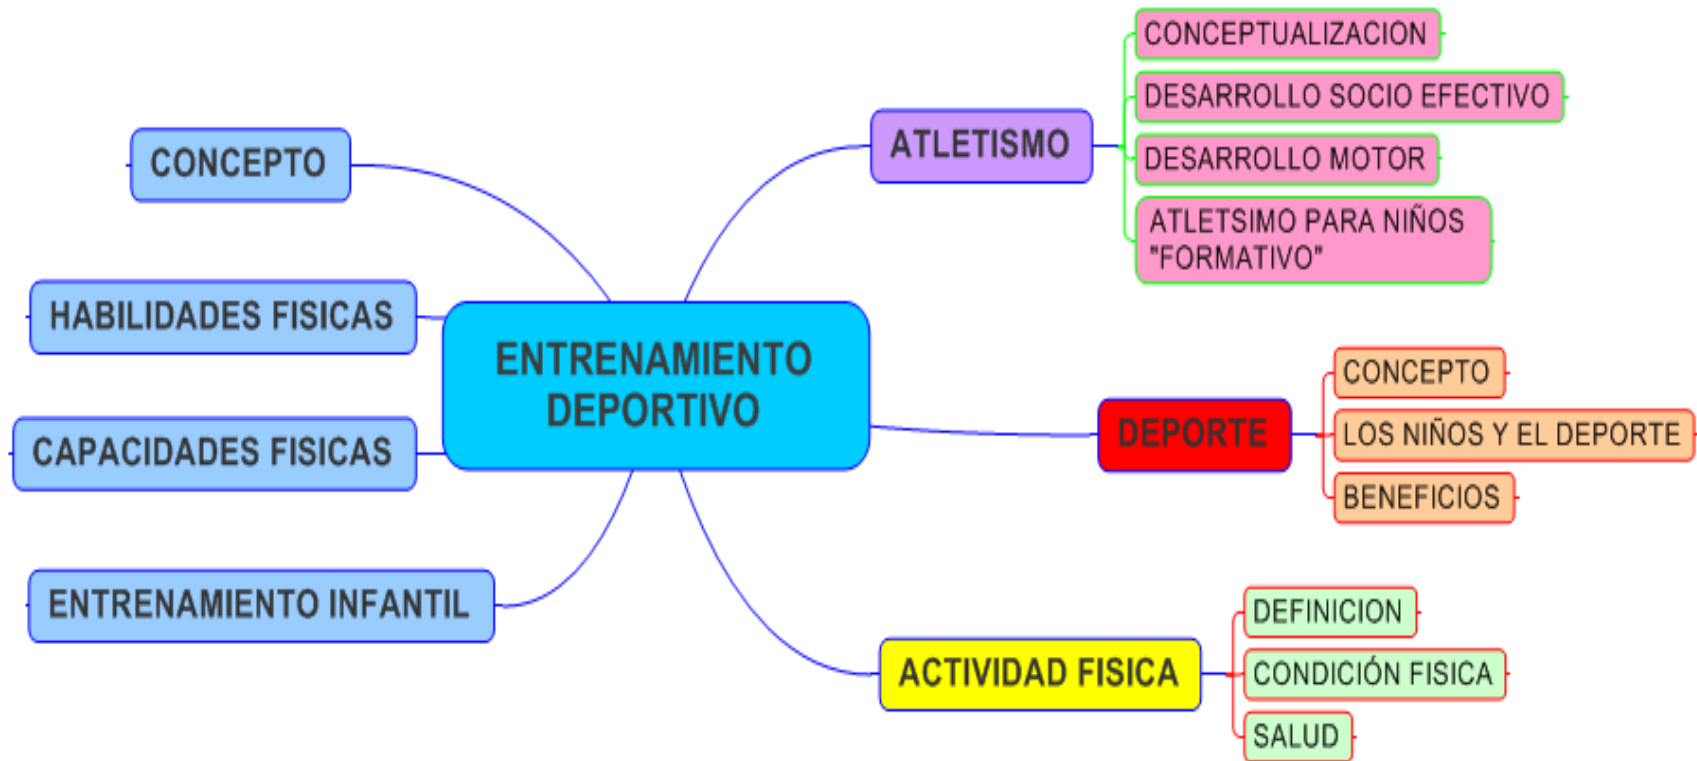 CONCEPTO
HABILIDADES FISICAS
CAPACIDADES FISICAS
ENTRENAMIENTO INFANTIL
ENTRENAMIENTO
DEPORTIVO
ATLETISMO
CONCEPTUALIZACION
DESARROLLO SOCIO EFECTIVO
DESARROLLO MOTOR
ATLETSIMO PARA NIÑOS
"FORMATIVO"
DEPORTE
CONCEPTO
LOS NIÑOS Y EL DEPORTE
BENEFICIOS
ACTIVIDAD FISICA
DEFINICION
CONDICIÓN FISICA
SALUD